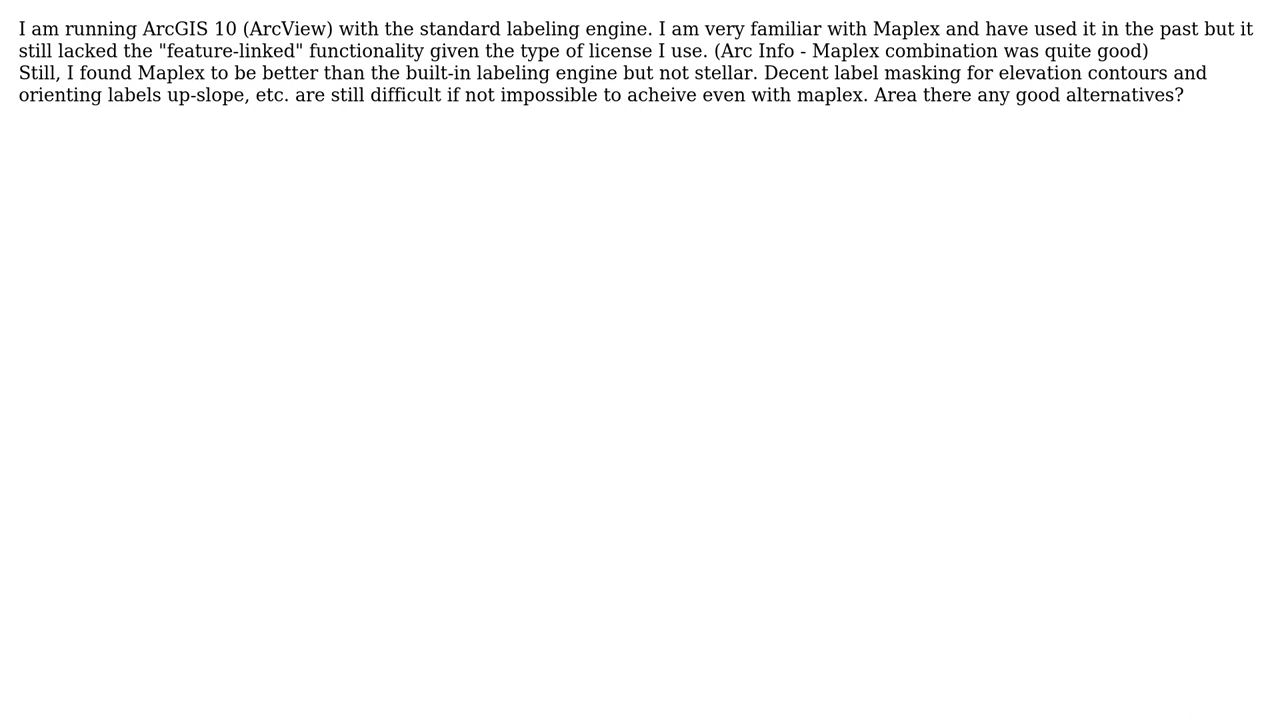 I am running ArcGIS 10 (ArcView) with the standard labeling engine. I am very familiar with Maplex and have used it in the past but it
still lacked the "feature-linked" functionality given the type of license I use. (Arc Info - Maplex combination was quite good)
Still, I found Maplex to be better than the built-in labeling engine but not stellar. Decent label masking for elevation contours and
orienting labels up-slope, etc. are still difficult if not impossible to acheive even with maplex. Area there any good alternatives?